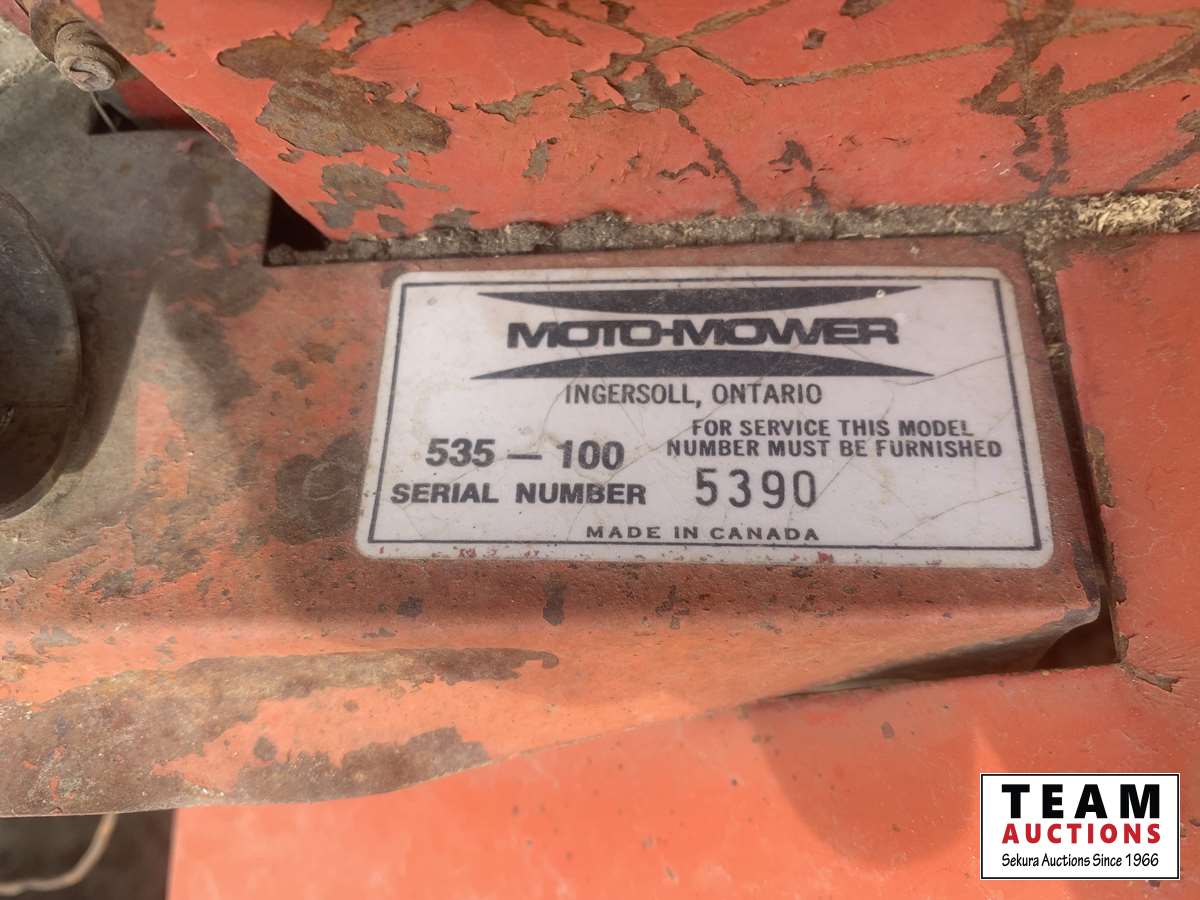 MOTO-MOWER
INGERSOLL, ONTARIO
FOR SERVICE THIS MODEL
NUMBER MUST BE FURNISHED
535 — 100
SERIAL NUMBER 5390
MADE IN CANADA
TEAM
AUCTIONS
Sekura Auctions Since 1966